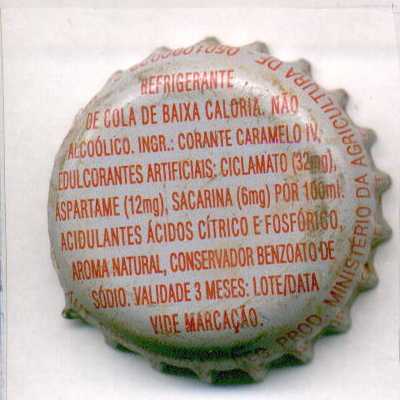 REFRIGERANTE
DE COLA DE BAIXA CALORIA. NÃO
ALCOÓLICO. INGR.: CORANTE CARAMELO IV,
EDULCORANTES ARTIFICIAIS: CICLAMATO (32mg),
ASPARTAME (12mg), SACARINA (6mg) POR 100ml.
ACIDULANTES ÁCIDOS CÍTRICO E FOSFÓRICO,
AROMA NATURAL, CONSERVADOR BENZOATO DE
SÓDIO. VALIDADE 3 MESES: LOTE/DATA
VIDE MARCAÇÃO.
PROD. MINISTÉRIO DA AGRICULTURA DE